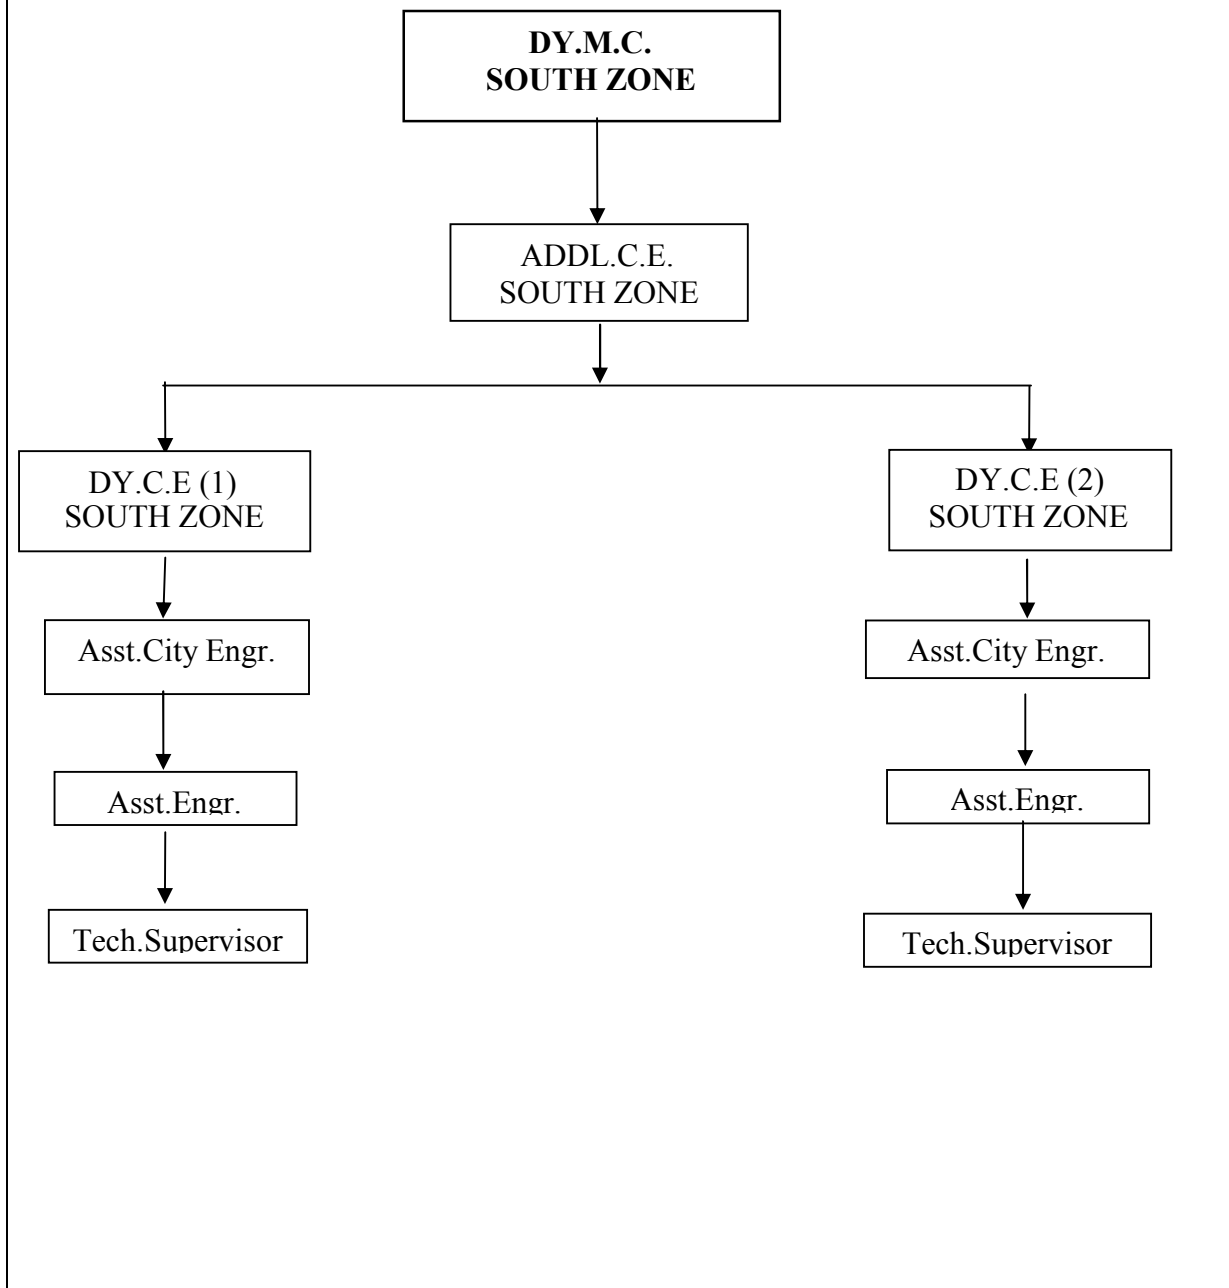 DY.M.C.
SOUTH ZONE
ADDL.C.E.
SOUTH ZONE
DY.C.E (1)
SOUTH ZONE
DY.C.E (2)
SOUTH ZONE
Asst.City Engr.
Asst.City Engr.
Asst.Engr.
Asst.Engr.
Tech.Supervisor
Tech.Supervisor